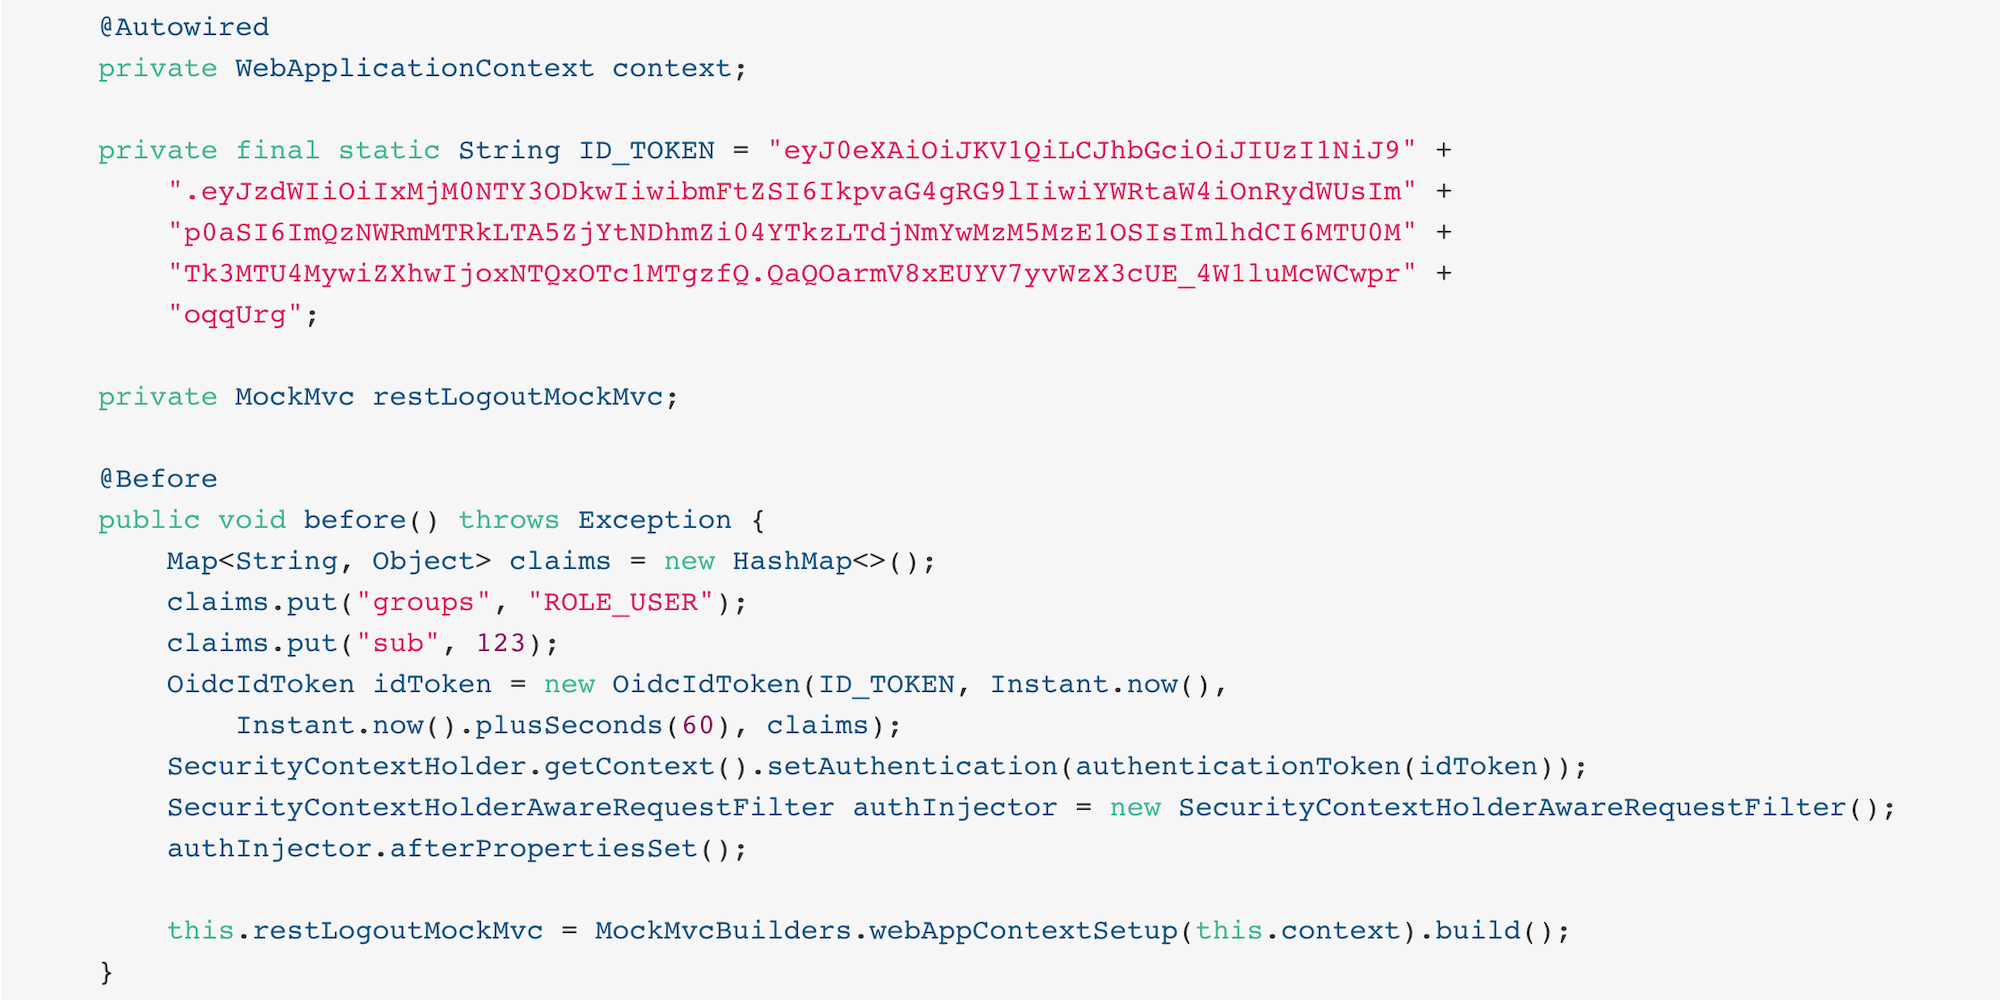 @Autowired
private WebApplicationContext context;
private final static String ID_TOKEN = "eyJ0eXAiOiJKV1QiLCJhbGciOiJIUzI1NiJ9" +
".eyJzdWIiOiIxMjM0NTY3ODkwIiwibmFtZSI6IkpvaG4gRG9lIiwiYWRtaW4iOnRydWUsIm" +
"p0aSI6ImQzNWRmMTRkLTA5ZjYtNDhmZi04YTkzLTdjNmYwMzM5MzE1OSIsImlhdCI6MTU0M" +
"Tk3MTU4MywiZXhwIjoxNTQxOTc1MTgzfQ.QaQOarmV8xEUYV7yvWzX3cUE_4W1luMcWCwpr" +
"oqqUrg";
private MockMvc restLogoutMockMvc;
@Before
public void before() throws Exception {
Map<String, Object> claims = new HashMap<>();
claims.put("groups", "ROLE_USER");
claims.put("sub", 123);
OidcIdToken idToken = new OidcIdToken(ID_TOKEN, Instant.now(),
Instant.now().plusSeconds(60), claims);
SecurityContextHolder.getContext().setAuthentication(authenticationToken(idToken));
SecurityContextHolderAwareRequestFilter authInjector = new SecurityContextHolderAwareRequestFilter();
authInjector.afterPropertiesSet();
this.restLogoutMockMvc = MockMvcBuilders.webAppContextSetup(this.context).build();
}